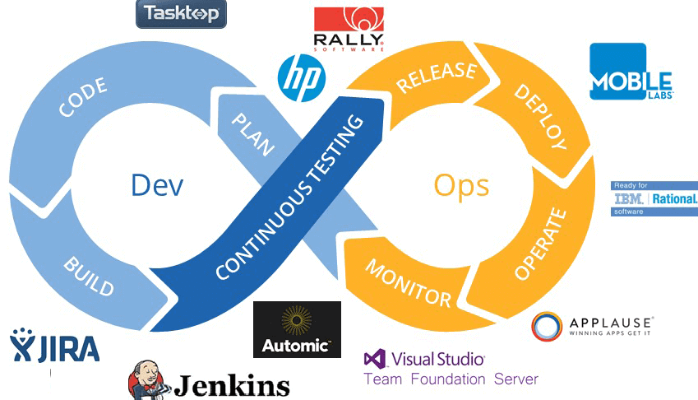 Tasktop
RALLY
SOFTWARE
hp
MOBILE
LABS
CODE
PLAN
BUILD
CONTINUOUS TESTING
Dev
RELEASE
DEPLOY
OPERATE
MONITOR
Ops
Ready for
IBM. Rational.
software
APPLAUSE
WINNING APPS GET IT
JIRA
Automic
Jenkins
Visual Studio
Team Foundation Server